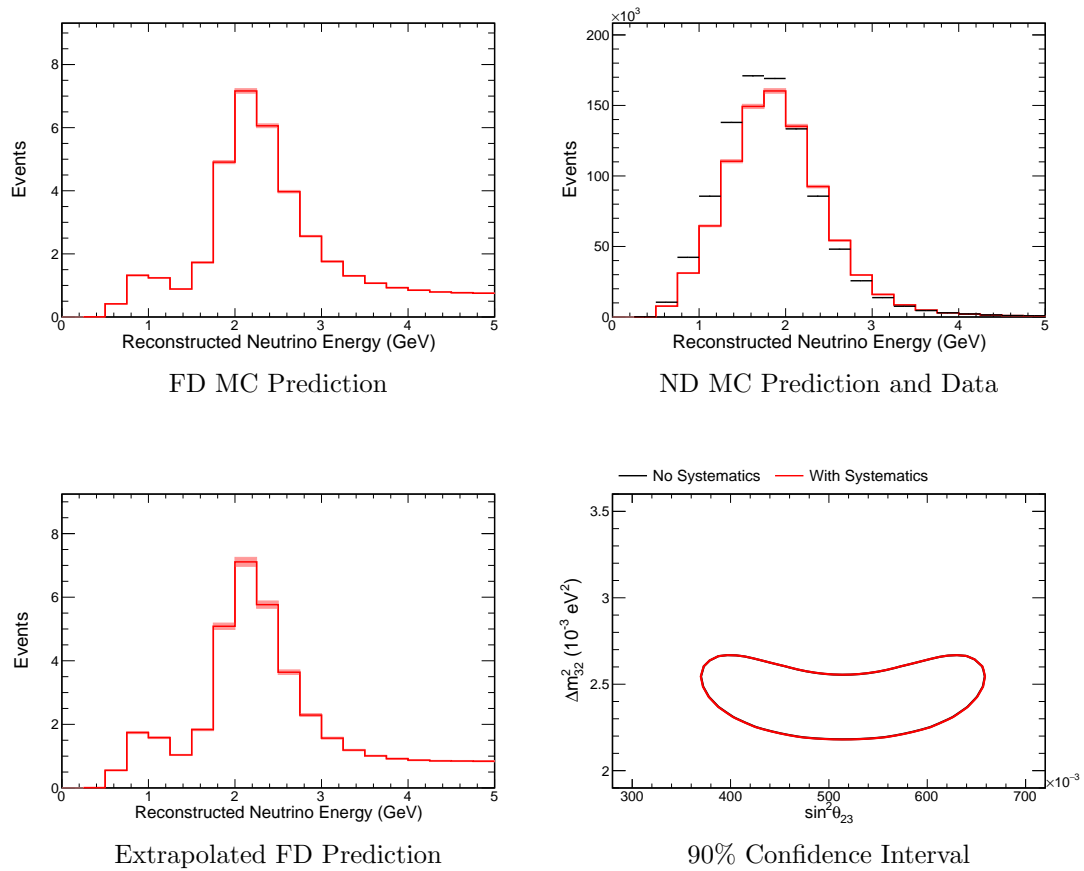 8
6
4
2
0
Events
0 1 2 3 4 5
Reconstructed Neutrino Energy (GeV)
FD MC Prediction
×10³
200
150
100
50
0
Events
0 1 2 3 4 5
Reconstructed Neutrino Energy (GeV)
ND MC Prediction and Data
8
6
4
2
0
Events
0 1 2 3 4 5
Reconstructed Neutrino Energy (GeV)
Extrapolated FD Prediction
No Systematics With Systematics
3.5
3
2.5
2
Δm²₃₂ (10⁻³ eV²)
300 400 500 600 700
×10⁻³
sin²θ₂₃
90% Confidence Interval